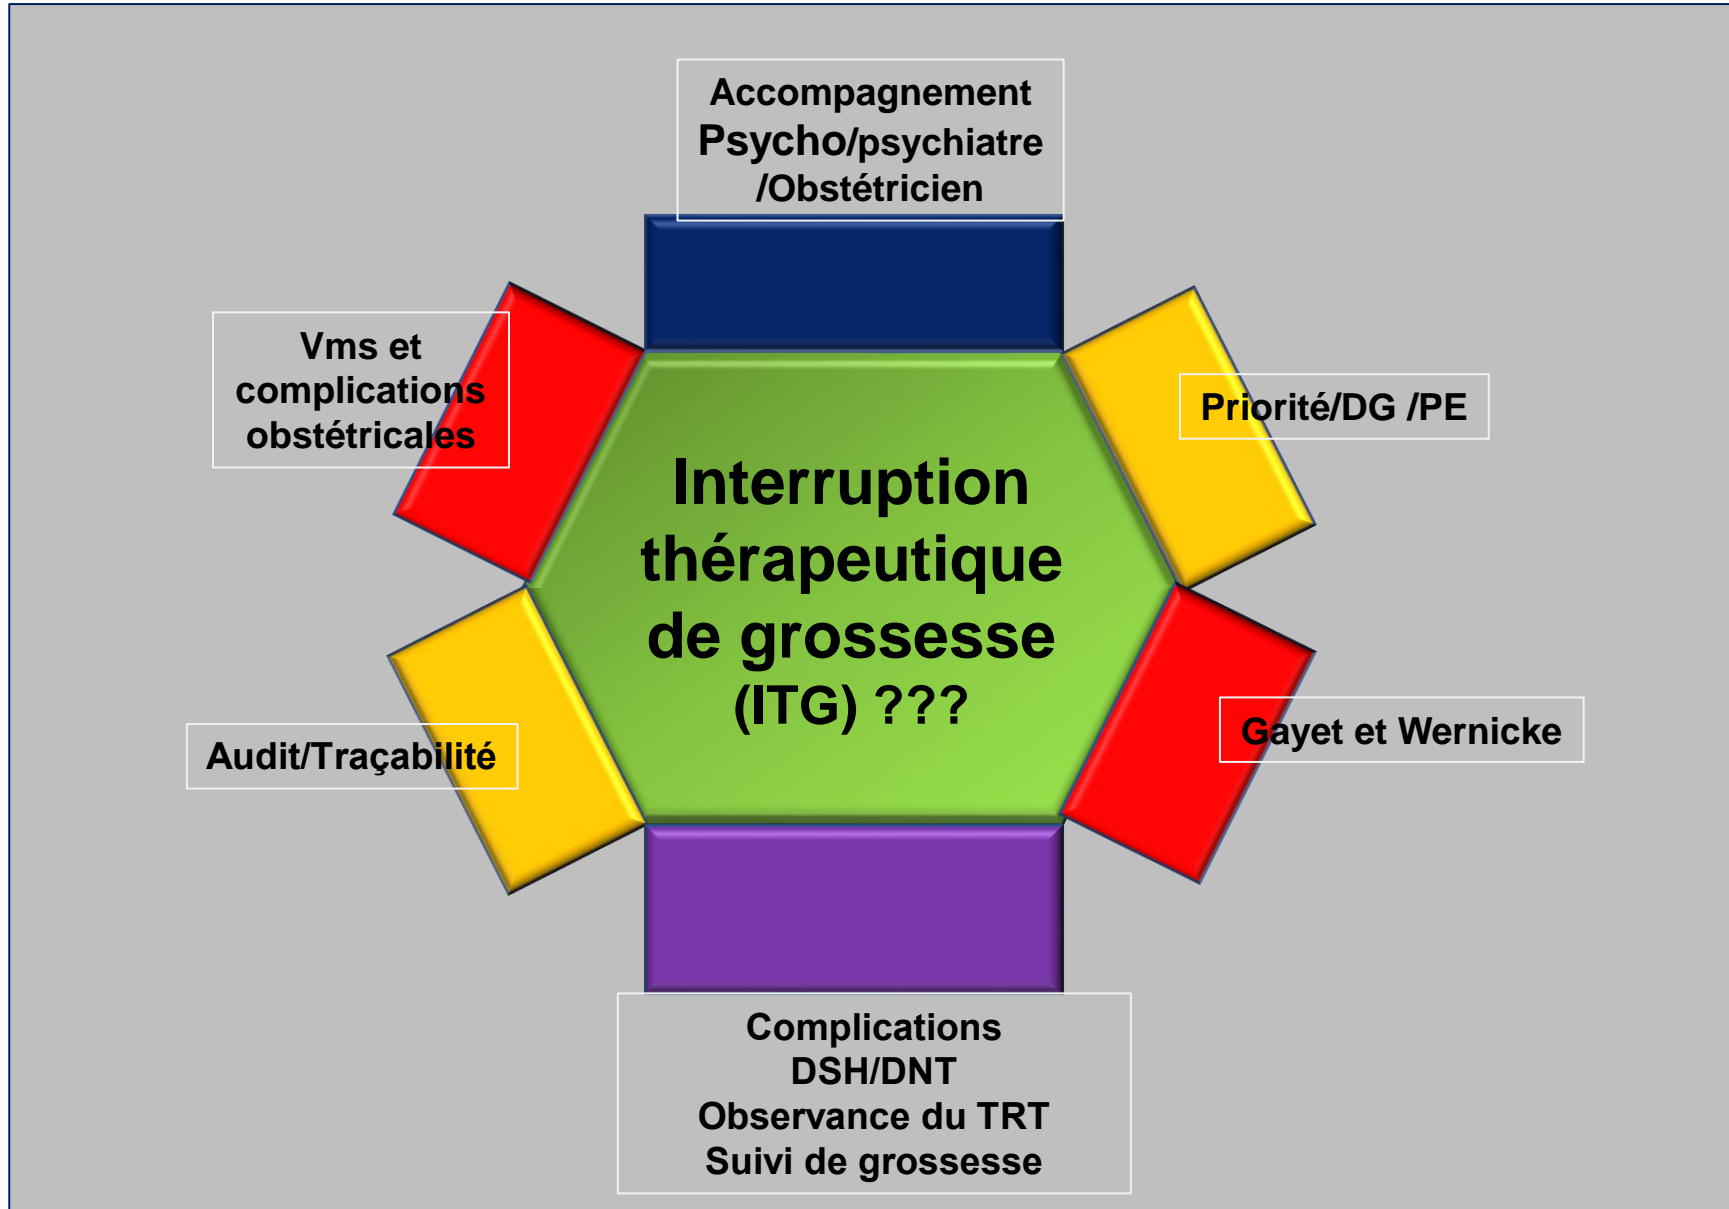 Accompagnement
Psycho/psychiatre
/Obstétricien
Vms et
complications
obstétricales
Priorité/DG /PE
Interruption
thérapeutique
de grossesse
(ITG) ???
Gayet et Wernicke
Audit/Traçabilité
Complications
DSH/DNT
Observance du TRT
Suivi de grossesse